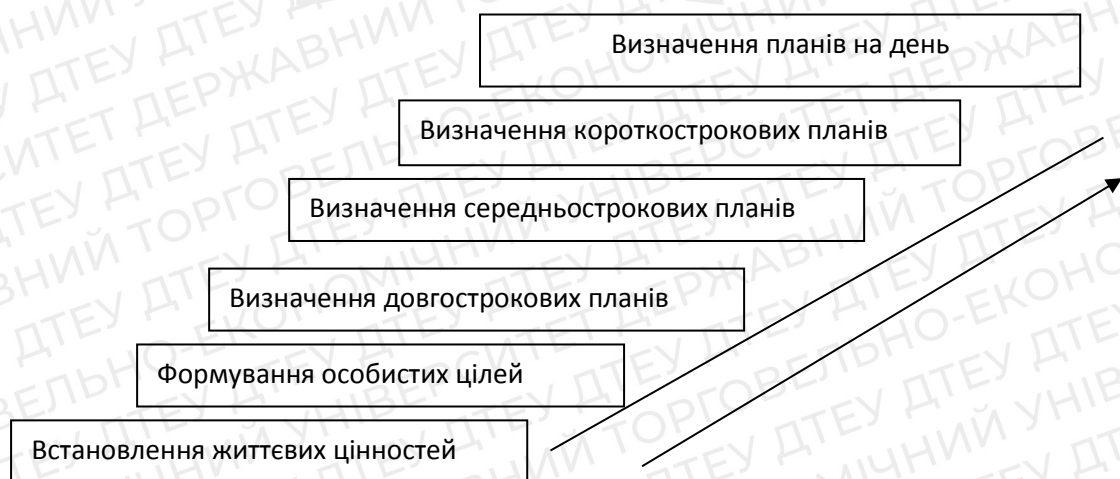 Визначення планів на день
Визначення короткострокових планів
Визначення середньострокових планів
Визначення довгострокових планів
Формування особистих цілей
Встановлення життєвих цінностей